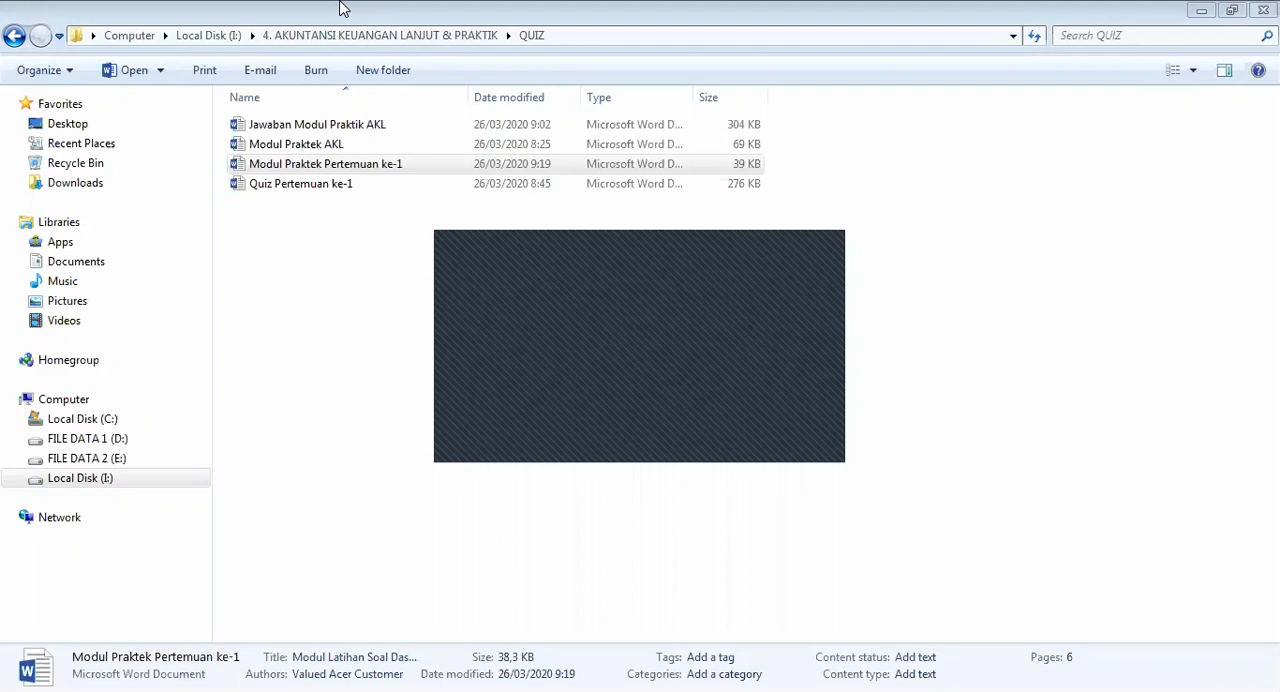 Computer Local Disk (I:) 4. AKUNTANSI KEUANGAN LANJUT & PRAKTIK QUIZ Search QUIZ
Organize Open Print E-mail Burn New folder
Name Date modified Type Size
Jawaban Modul Praktik AKL 26/03/2020 9:02 Microsoft Word D... 304 KB
Modul Praktek AKL 26/03/2020 8:25 Microsoft Word D... 69 KB
Modul Praktek Pertemuan ke-1 26/03/2020 9:19 Microsoft Word D... 39 KB
Quiz Pertemuan ke-1 26/03/2020 8:45 Microsoft Word D... 276 KB
Favorites
Desktop
Recent Places
Recycle Bin
Downloads
Libraries
Apps
Documents
Music
Pictures
Videos
Homegroup
Computer
Local Disk (C:)
FILE DATA 1 (D:)
FILE DATA 2 (E:)
Local Disk (I:)
Network
Modul Praktek Pertemuan ke-1 Title: Modul Latihan Soal Das... Size: 38,3 KB Tags: Add a tag Content status: Add text Pages: 6
Microsoft Word Document Authors: Valued Acer Customer Date modified: 26/03/2020 9:19 Categories: Add a category Content type: Add text